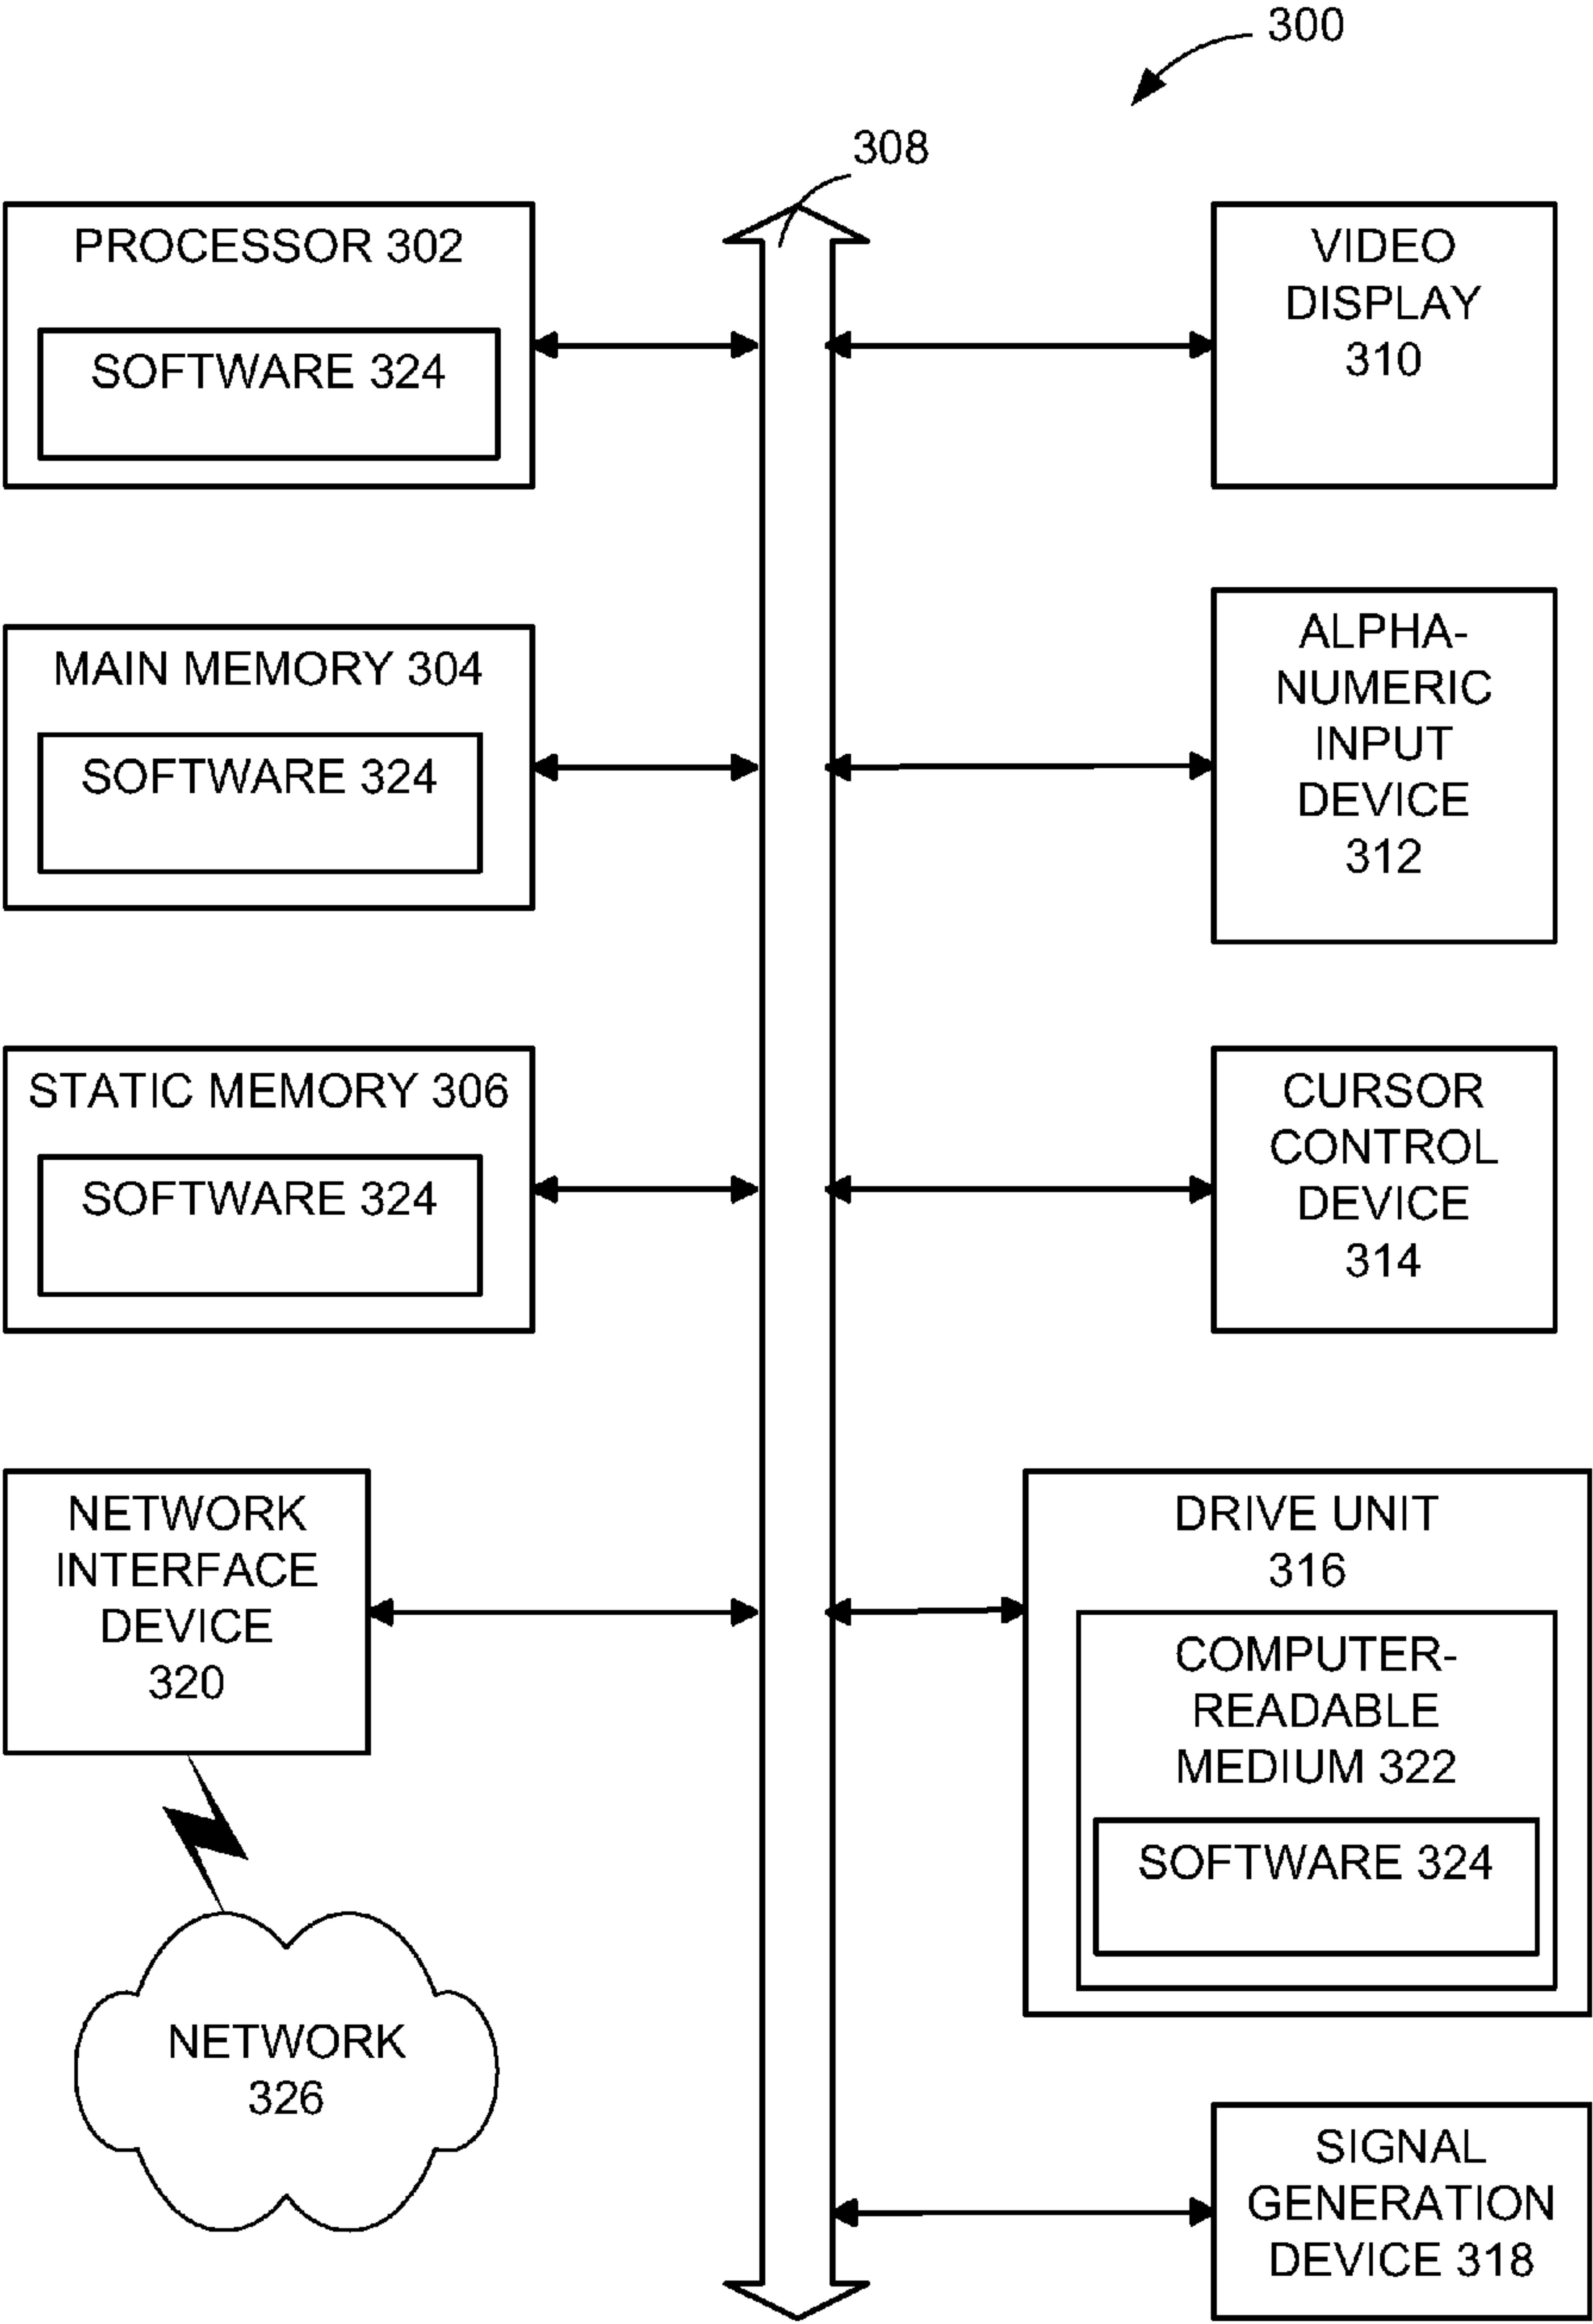 300
308
PROCESSOR 302
SOFTWARE 324
VIDEO
DISPLAY
310
MAIN MEMORY 304
SOFTWARE 324
ALPHA-
NUMERIC
INPUT
DEVICE
312
STATIC MEMORY 306
SOFTWARE 324
CURSOR
CONTROL
DEVICE
314
NETWORK
INTERFACE
DEVICE
320
DRIVE UNIT
316
COMPUTER-
READABLE
MEDIUM 322
SOFTWARE 324
NETWORK
326
SIGNAL
GENERATION
DEVICE 318